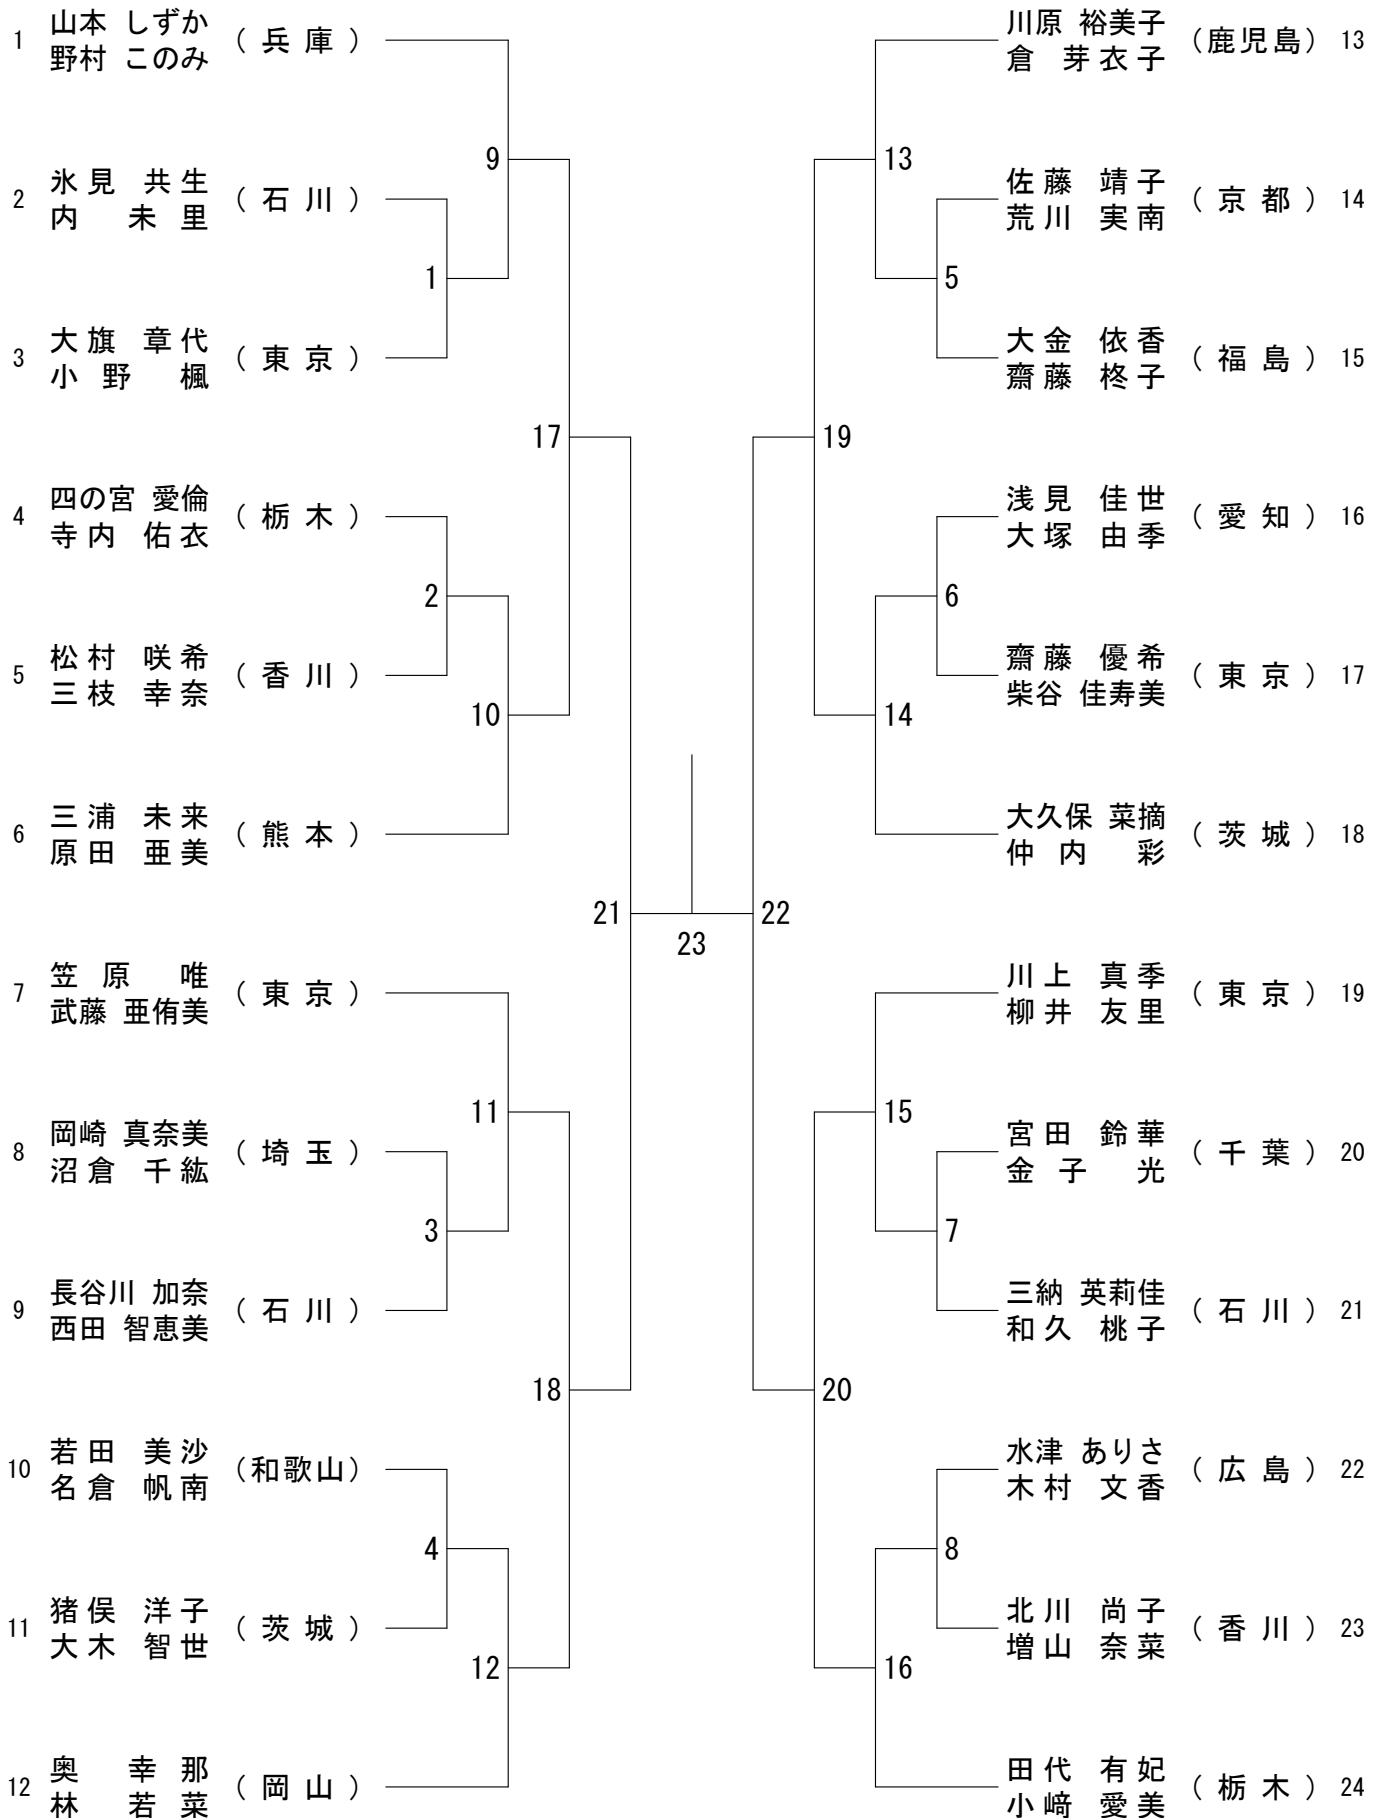 1 山本 しずか
野村 このみ (兵庫)
2 氷見 共生
内 未里 (石川)
3 大旗 章代
小野 楓 (東京)
4 四の宮 愛倫
寺内 佑衣 (栃木)
5 松村 咲希
三枝 幸奈 (香川)
6 三浦 未来
原田 亜美 (熊本)
7 笠原 唯
武藤 亜侑美 (東京)
8 岡崎 真奈美
沼倉 千紘 (埼玉)
9 長谷川 加奈
西田 智恵美 (石川)
10 若田 美沙
名倉 帆南 (和歌山)
11 猪俣 洋子
大木 智世 (茨城)
12 奥 幸那
林 若菜 (岡山)
1
2
3
4
9
10
11
12
17
18
21
23
22
19
20
13
14
15
16
5
6
7
8
川原 裕美子
倉 芽衣子 (鹿児島) 13
佐藤 靖子
荒川 実南 (京都) 14
大金 依香
齋藤 柊子 (福島) 15
浅見 佳世
大塚 由季 (愛知) 16
齋藤 優希
柴谷 佳寿美 (東京) 17
大久保 菜摘
仲内 彩 (茨城) 18
川上 真季
柳井 友里 (東京) 19
宮田 鈴華
金子 光 (千葉) 20
三納 英莉佳
和久 桃子 (石川) 21
水津 ありさ
木村 文香 (広島) 22
北川 尚子
増山 奈菜 (香川) 23
田代 有妃
小﨑 愛美 (栃木) 24